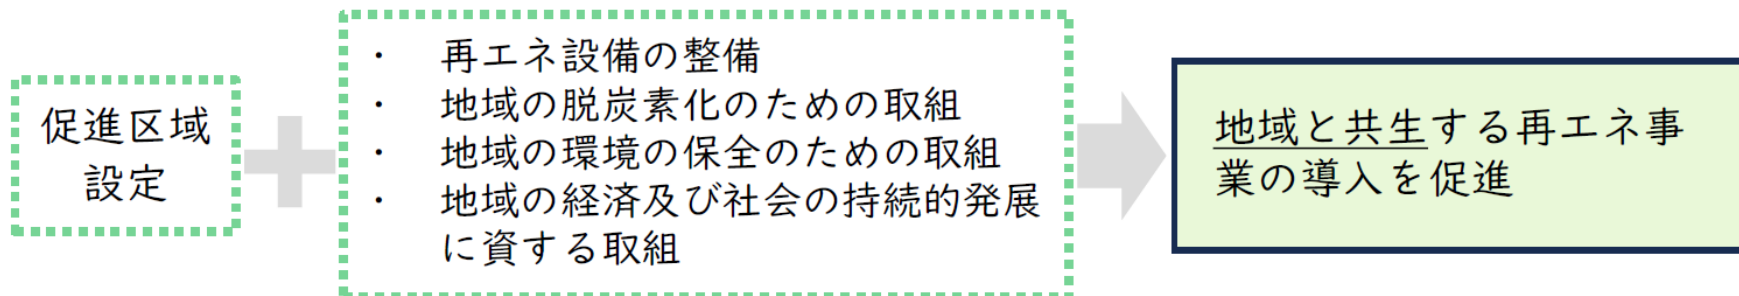 促進区域
設定
・ 再エネ設備の整備
・ 地域の脱炭素化のための取組
・ 地域の環境の保全のための取組
・ 地域の経済及び社会の持続的発展
に資する取組
地域と共生する再エネ事
業の導入を促進